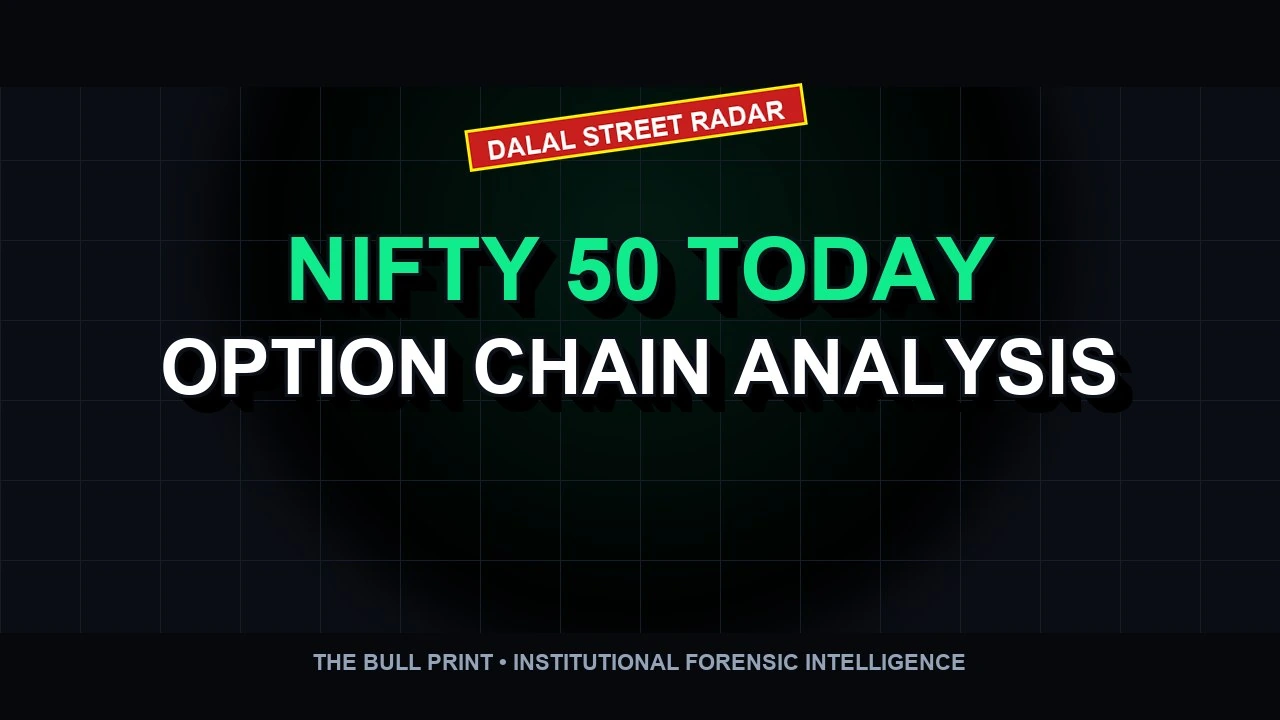 DALAL STREET RADAR
NIFTY 50 TODAY
OPTION CHAIN ANALYSIS
THE BULL PRINT • INSTITUTIONAL FORENSIC INTELLIGENCE